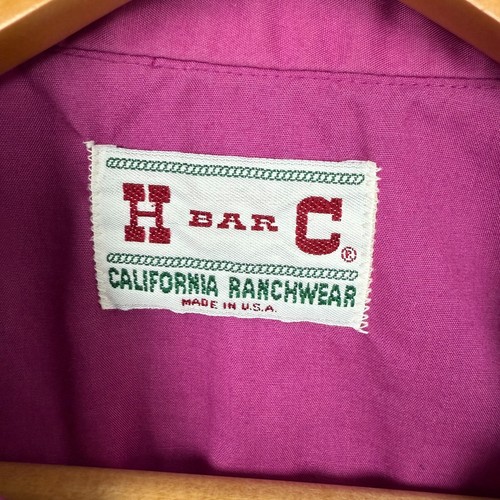 H BAR C®
CALIFORNIA RANCHWEAR
MADE IN U.S.A.